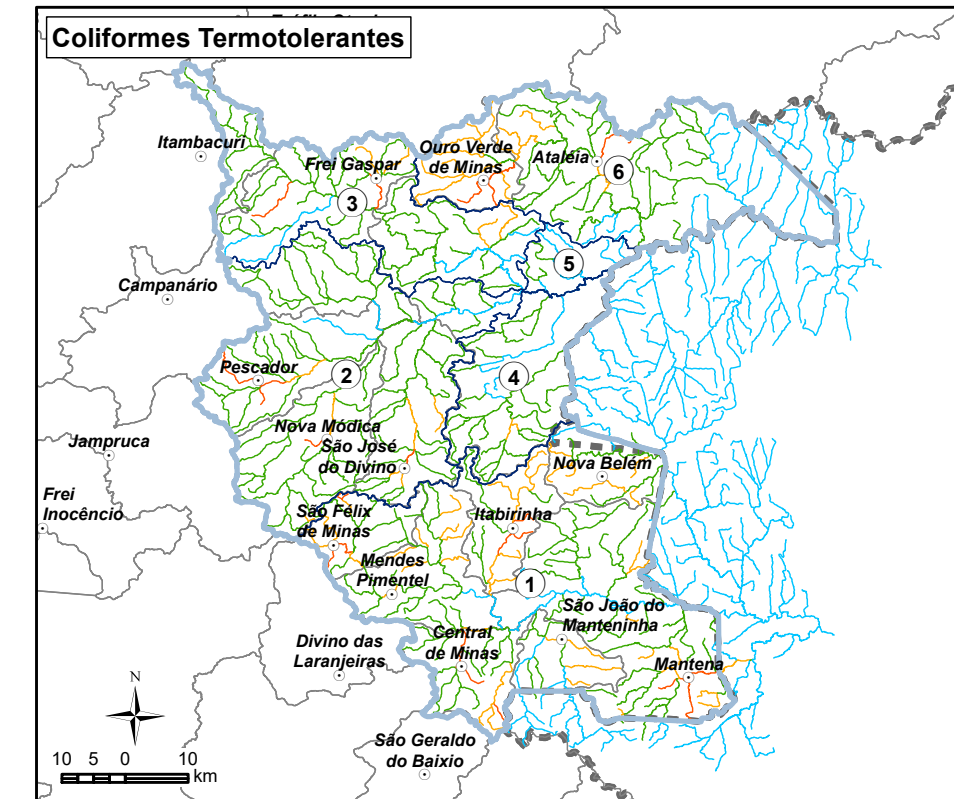 Coliformes Termotolerantes
Itambacuri
Frei Gaspar
Ouro Verde
de Minas
Ataléia
6
3
5
Campanário
Pescador
2
4
Nova Módica
São José
do Divino
Jampruca
Nova Belém
Frei
Inocêncio
São Félix
de Minas
Itabirinha
Mendes
Pimentel
1
São João do
Manteninha
Divino das
Laranjeiras
Central
de Minas
Mantena
N
São Geraldo
do Baixio
10 5 0 10
km